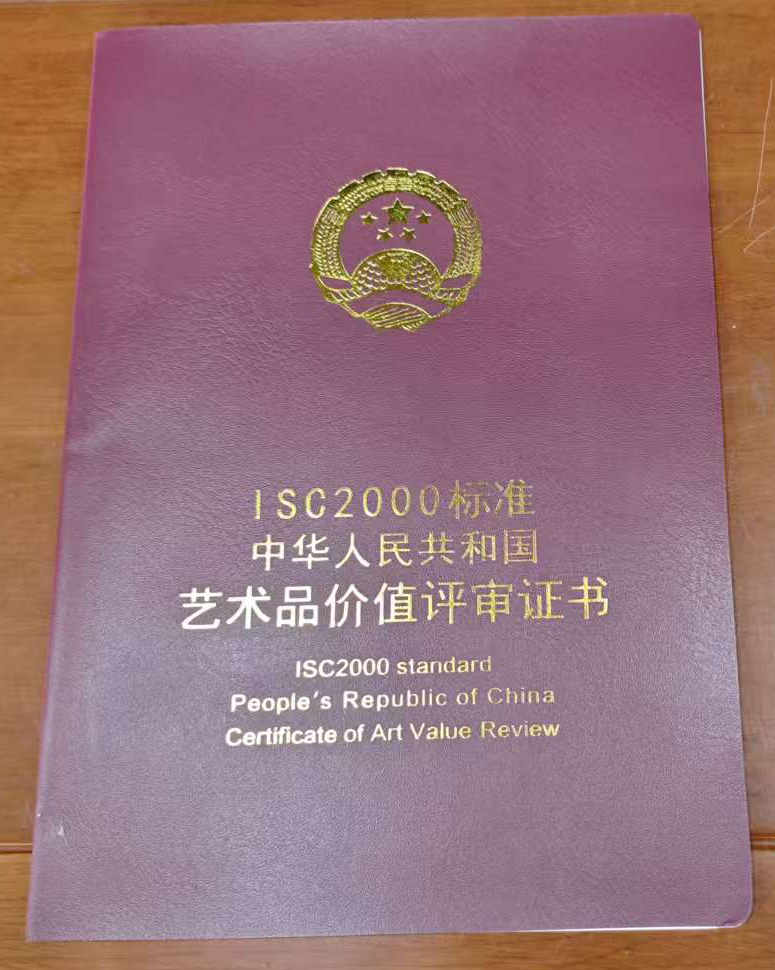 ISC2000标准
中华人民共和国
艺术品价值评审证书
ISC2000 standard
People's Republic of China
Certificate of Art Value Review